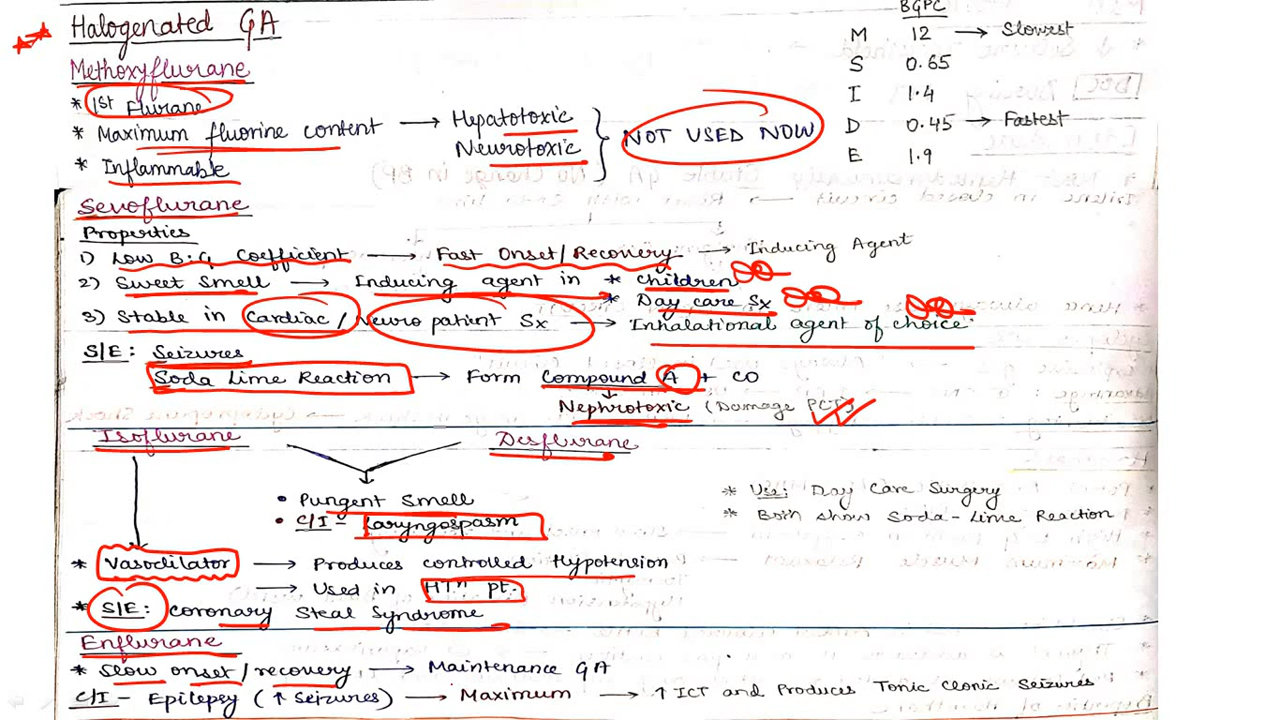 Halogenated GA
BGPC
M 12 → Slowest
S 0.65
I 1.4
D 0.45 → Fastest
E 1.9
Methoxyflurane
* 1st Flurane
* Maximum fluorine content → Hepatotoxic
Neurotoxic
NOT USED NOW
* Inflammable
Sevoflurane
Properties
1) Low B:G Coefficient → Fast Onset/Recovery → Inducing Agent
2) Sweet Smell → Inducing agent in * Children
* Day care Sx
3) Stable in Cardiac / Neuro patient Sx → Inhalational agent of choice.
S/E: Seizures
Soda Lime Reaction → Form Compound A + CO
↓
Nephrotoxic (Damage PCT)
Isoflurane Desflurane
• Pungent Smell
• C/I - Laryngospasm
* Use: Day Care Surgery
* Both show Soda-Lime Reaction
* Vasodilator → Produces controlled Hypotension
→ Used in HTn pt.
* S/E: Coronary Steal Syndrome
Enflurane
* Slow onset/recovery → Maintenance GA
C/I - Epilepsy (↑ Seizures) → Maximum → ↑ ICT and Produces Tonic Clonic Seizures